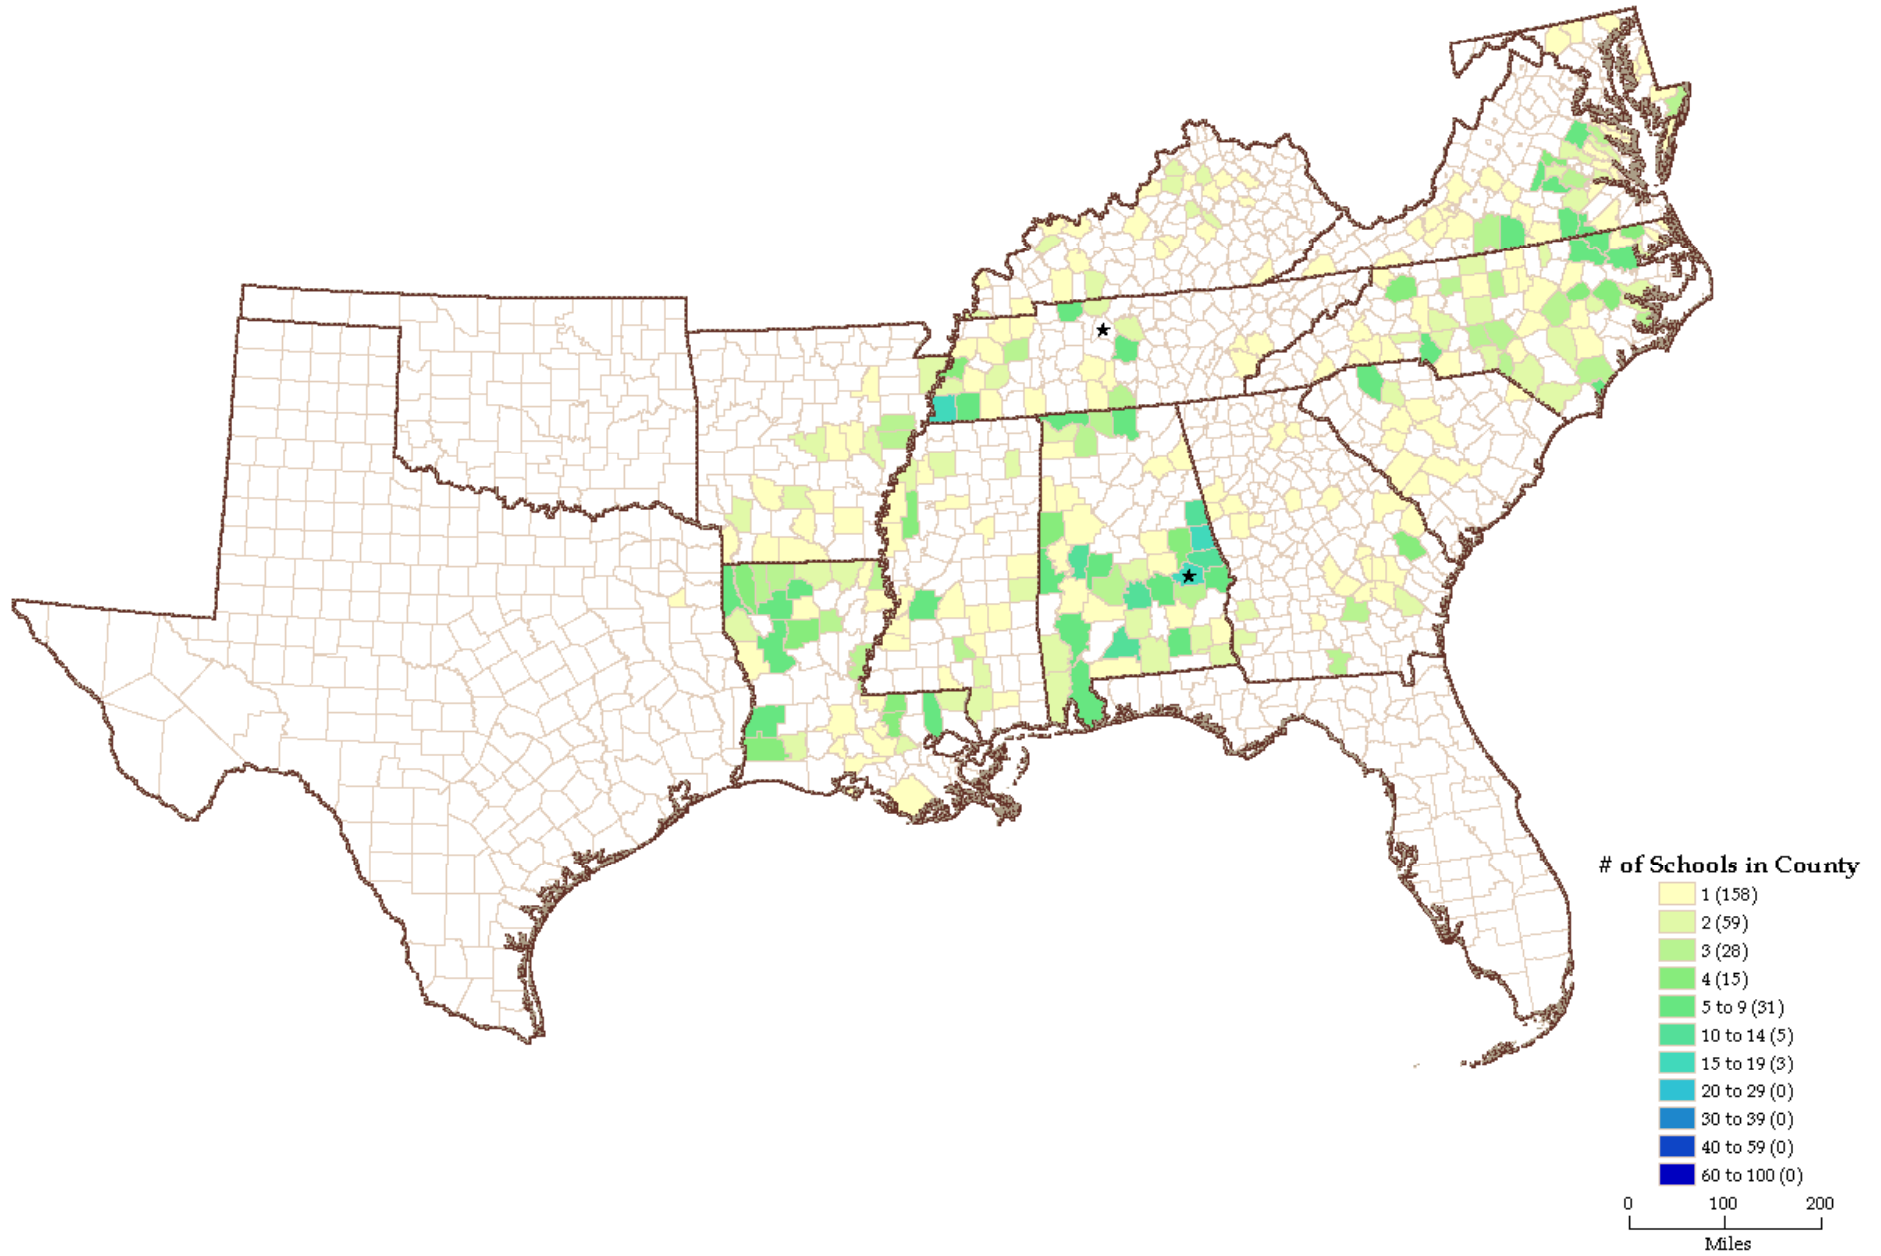 # of Schools in County
1 (158)
2 (59)
3 (28)
4 (15)
5 to 9 (31)
10 to 14 (5)
15 to 19 (3)
20 to 29 (0)
30 to 39 (0)
40 to 59 (0)
60 to 100 (0)
0 100 200
Miles